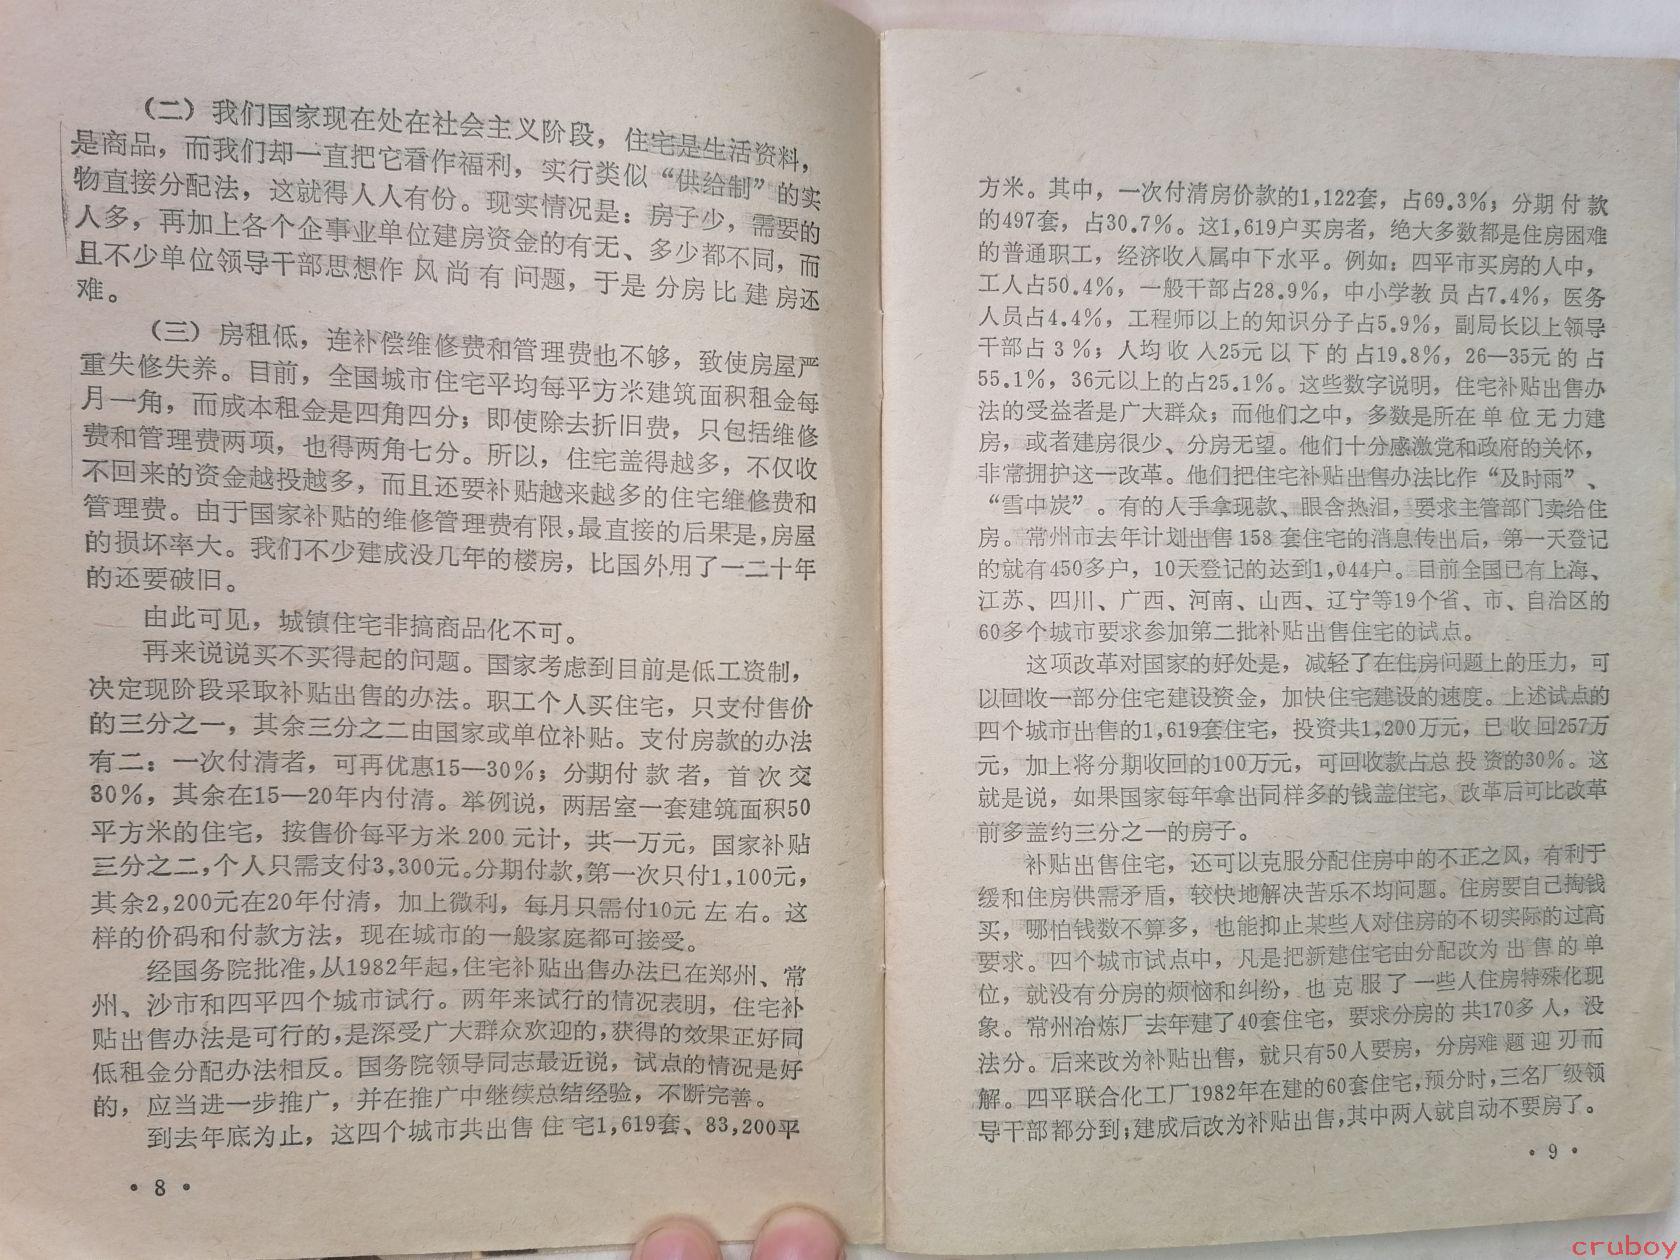 （二）我们国家现在处在社会主义阶段，住宅是生活资料，
是商品，而我们却一直把它看作福利，实行类似“供给制”的实
物直接分配法，这就得人人有份。现实情况是：房子少，需要的
人多，再加上各个企事业单位建房资金的有无、多少都不同，而
且不少单位领导干部思想作风尚有问题，于是分房比建房还
难。
（三）房租低，连补偿维修费和管理费也不够，致使房屋严
重失修失养。目前，全国城市住宅平均每平方米建筑面积租金每
月一角，而成本租金是四角四分；即使除去折旧费，只包括维修
费和管理费两项，也得两角七分。所以，住宅盖得越多，不仅收
不回来的资金越投越多，而且还要补贴越来越多的住宅维修费和
管理费。由于国家补贴的维修管理费有限，最直接的后果是，房屋
的损坏率大。我们不少建成没几年的楼房，比国外用了一二十年
的还要破旧。
由此可见，城镇住宅非搞商品化不可。
再来说说买不买得起的问题。国家考虑到目前是低工资制，
决定现阶段采取补贴出售的办法。职工个人买住宅，只支付售价
的三分之一，其余三分之二由国家或单位补贴。支付房款的办法
有二：一次付清者，可再优惠15—30%；分期付款者，首次交
30%，其余在15—20年内付清。举例说，两居室一套建筑面积50
平方米的住宅，按售价每平方米200元计，共一万元，国家补贴
三分之二，个人只需支付3,300元。分期付款，第一次只付1,100元，
其余2,200元在20年付清，加上微利，每月只需付10元左右。这
样的价码和付款方法，现在城市的一般家庭都可接受。
经国务院批准，从1982年起，住宅补贴出售办法已在郑州、常
州、沙市和四平四个城市试行。两年来试行的情况表明，住宅补
贴出售办法是可行的，是深受广大群众欢迎的，获得的效果正好同
低租金分配办法相反。国务院领导同志最近说，试点的情况是好
的，应当进一步推广，并在推广中继续总结经验，不断完善。
到去年底为止，这四个城市共出售住宅1,619套、83,200平
• 8 •
方米。其中，一次付清房价款的1,122套，占69.3%；分期付款
的497套，占30.7%。这1,619户买房者，绝大多数都是住房困难
的普通职工，经济收入属中下水平。例如：四平市买房的人中，
工人占50.4%，一般干部占28.9%，中小学教员占7.4%，医务
人员占4.4%，工程师以上的知识分子占5.9%，副局长以上领导
干部占3%；人均收入25元以下的占19.8%，26—35元的占
55.1%，36元以上的占25.1%。这些数字说明，住宅补贴出售办
法的受益者是广大群众；而他们之中，多数是所在单位无力建
房，或者建房很少、分房无望。他们十分感激党和政府的关怀，
非常拥护这一改革。他们把住宅补贴出售办法比作“及时雨”、
“雪中炭”。有的人手拿现款、眼含热泪，要求主管部门卖给住
房。常州市去年计划出售158套住宅的消息传出后，第一天登记
的就有450多户，10天登记的达到1,044户。目前全国已有上海、
江苏、四川、广西、河南、山西、辽宁等19个省、市、自治区的
60多个城市要求参加第二批补贴出售住宅的试点。
这项改革对国家的好处是，减轻了在住房问题上的压力，可
以回收一部分住宅建设资金，加快住宅建设的速度。上述试点的
四个城市出售的1,619套住宅，投资共1,200万元，已收回257万
元，加上将分期收回的100万元，可回收款占总投资的30%。这
就是说，如果国家每年拿出同样多的钱盖住宅，改革后可比改革
前多盖约三分之一的房子。
补贴出售住宅，还可以克服分配住房中的不正之风，有利于
缓和住房供需矛盾，较快地解决苦乐不均问题。住房要自己掏钱
买，哪怕钱数不算多，也能抑止某些人对住房的不切实际的过高
要求。四个城市试点中，凡是把新建住宅由分配改为出售的单
位，就没有分房的烦恼和纠纷，也克服了一些人住房特殊化现
象。常州冶炼厂去年建了40套住宅，要求分房的共170多人，没
法分。后来改为补贴出售，就只有50人要房，分房难题迎刃而
解。四平联合化工厂1982年在建的60套住宅，预分时，三名厂级领
导干部都分到；建成后改为补贴出售，其中两人就自动不要房了。
• 9 •
cruboy